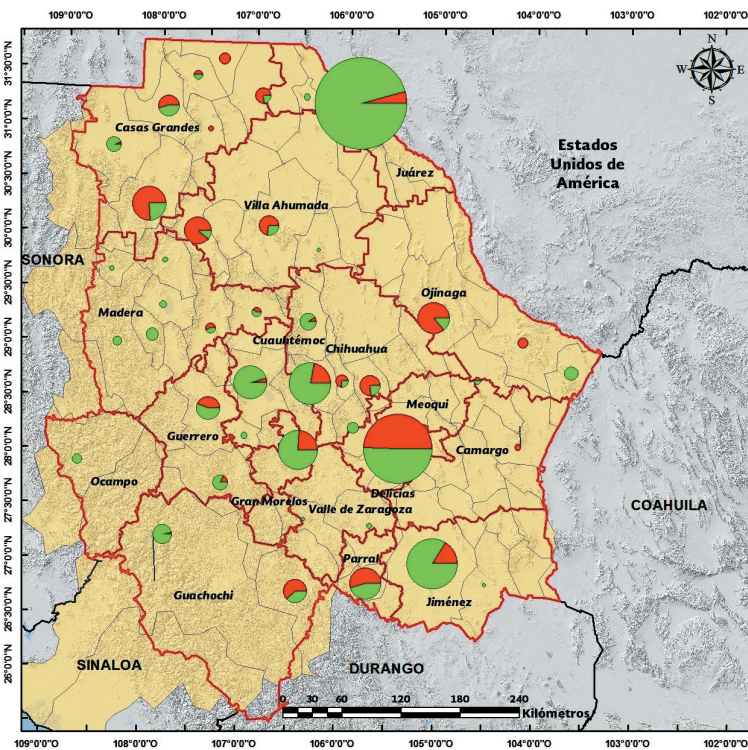 109°0'0"O 108°0'0"O 107°0'0"O 106°0'0"O 105°0'0"O 104°0'0"O 103°0'0"O 102°0'0"O
N
W E
S
31°30'0"N
31°0'0"N
30°30'0"N
30°0'0"N
29°30'0"N
29°0'0"N
28°30'0"N
28°0'0"N
27°30'0"N
27°0'0"N
26°30'0"N
26°0'0"N
Casas Grandes
Estados
Unidos de
América
Juárez
Villa Ahumada
SONORA
Ojinaga
Madera
Cuauhtémoc
Chihuahua
Meoqui
Guerrero
Camargo
Ocampo
Delicias
Gran Morelos
Valle de Zaragoza
COAHUILA
Parral
Guachochi
Jiménez
SINALOA
DURANGO
0 30 60 120 180 240
Kilómetros
109°0'0"O 108°0'0"O 107°0'0"O 106°0'0"O 105°0'0"O 104°0'0"O 103°0'0"O 102°0'0"O